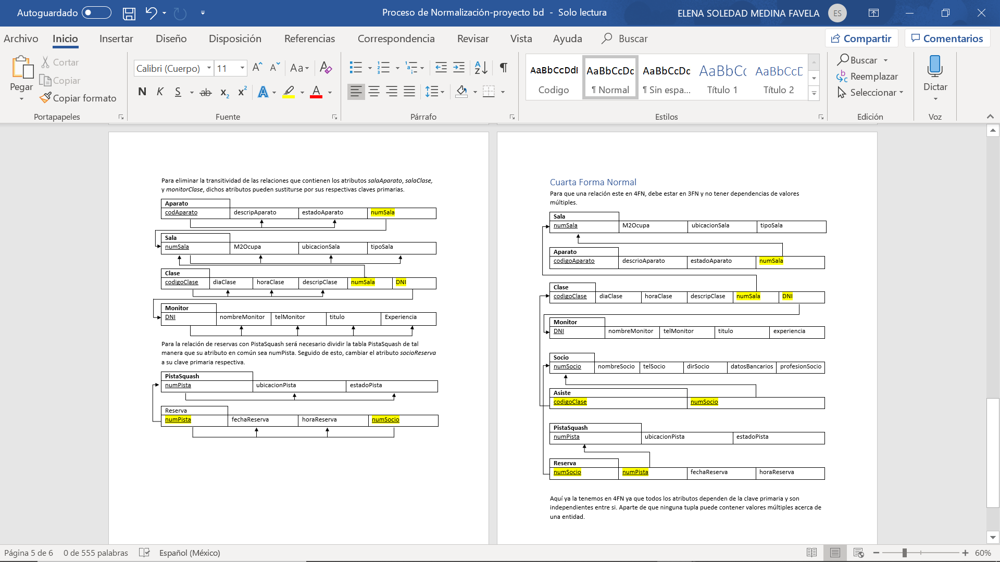 Autoguardado
Proceso de Normalización-proyecto bd - Solo lectura
ELENA SOLEDAD MEDINA FAVELA
ES
Archivo Inicio Insertar Diseño Disposición Referencias Correspondencia Revisar Vista Ayuda Buscar
Compartir Comentarios
Pegar
Cortar
Copiar
Copiar formato
Portapapeles
Calibri (Cuerpo) 11
N K S ab x₂ x² A A
Fuente
Párrafo
AaBbCcDdI AaBbCcDc AaBbCcDc AaBbCc AaBbCcD
Codigo ¶ Normal ¶ Sin espa... Título 1 Título 2
Estilos
Buscar
Reemplazar
Seleccionar
Edición
Dictar
Voz
Para eliminar la transitividad de las relaciones que contienen los atributos salaAparato, salaClase,
y monitorClase, dichos atributos pueden sustiturse por sus respectivas claves primarias.
Aparato
codAparato descripAparato estadoAparato numSala
Sala
numSala M2Ocupa ubicacionSala tipoSala
Clase
codigoClase diaClase horaClase descripClase numSala DNI
Monitor
DNI nombreMonitor telMonitor titulo Experiencia
Para la relación de reservas con PistaSquash será necesario dividir la tabla PistaSquash de tal
manera que su atributo en común sea numPista. Seguido de esto, cambiar el atributo socioReserva
a su clave primaria respectiva.
PistaSquash
numPista ubicacionPista estadoPista
Reserva
numPista fechaReserva horaReserva numSocio
Cuarta Forma Normal
Para que una relación este en 4FN, debe estar en 3FN y no tener dependencias de valores
múltiples.
Sala
numSala M2Ocupa ubicacionSala tipoSala
Aparato
codigoAparato descrioAparato estadoAparato numSala
Clase
codigoClase diaClase horaClase descripClase numSala DNI
Monitor
DNI nombreMonitor telMonitor titulo experiencia
Socio
numSocio nombreSocio telSocio dirSocio datosBancarios profesionSocio
Asiste
codigoClase numSocio
PistaSquash
numPista ubicacionPista estadoPista
Reserva
numSocio numPista fechaReserva horaReserva
Aquí ya la tenemos en 4FN ya que todos los atributos dependen de la clave primaria y son
independientes entre si. Aparte de que ninguna tupla puede contener valores múltiples acerca de
una entidad.
Página 5 de 6 0 de 555 palabras Español (México) 60%